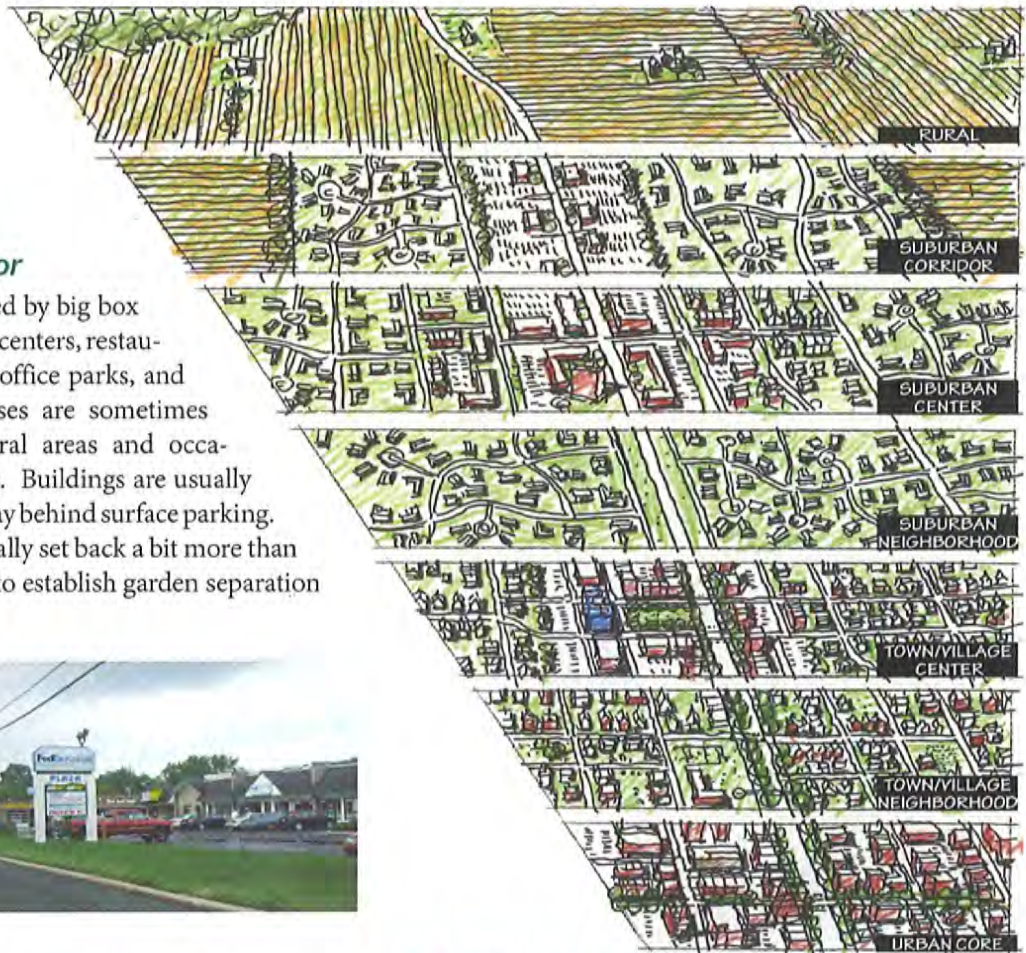 or
ed by big box
centers, restau-
office parks, and
ses are sometimes
ral areas and occa-
. Buildings are usually
ay behind surface parking.
ally set back a bit more than
to establish garden separation
PLAZA
RURAL
SUBURBAN
CORRIDOR
SUBURBAN
CENTER
SUBURBAN
NEIGHBORHOOD
TOWN/VILLAGE
CENTER
TOWN/VILLAGE
NEIGHBORHOOD
URBAN CORE